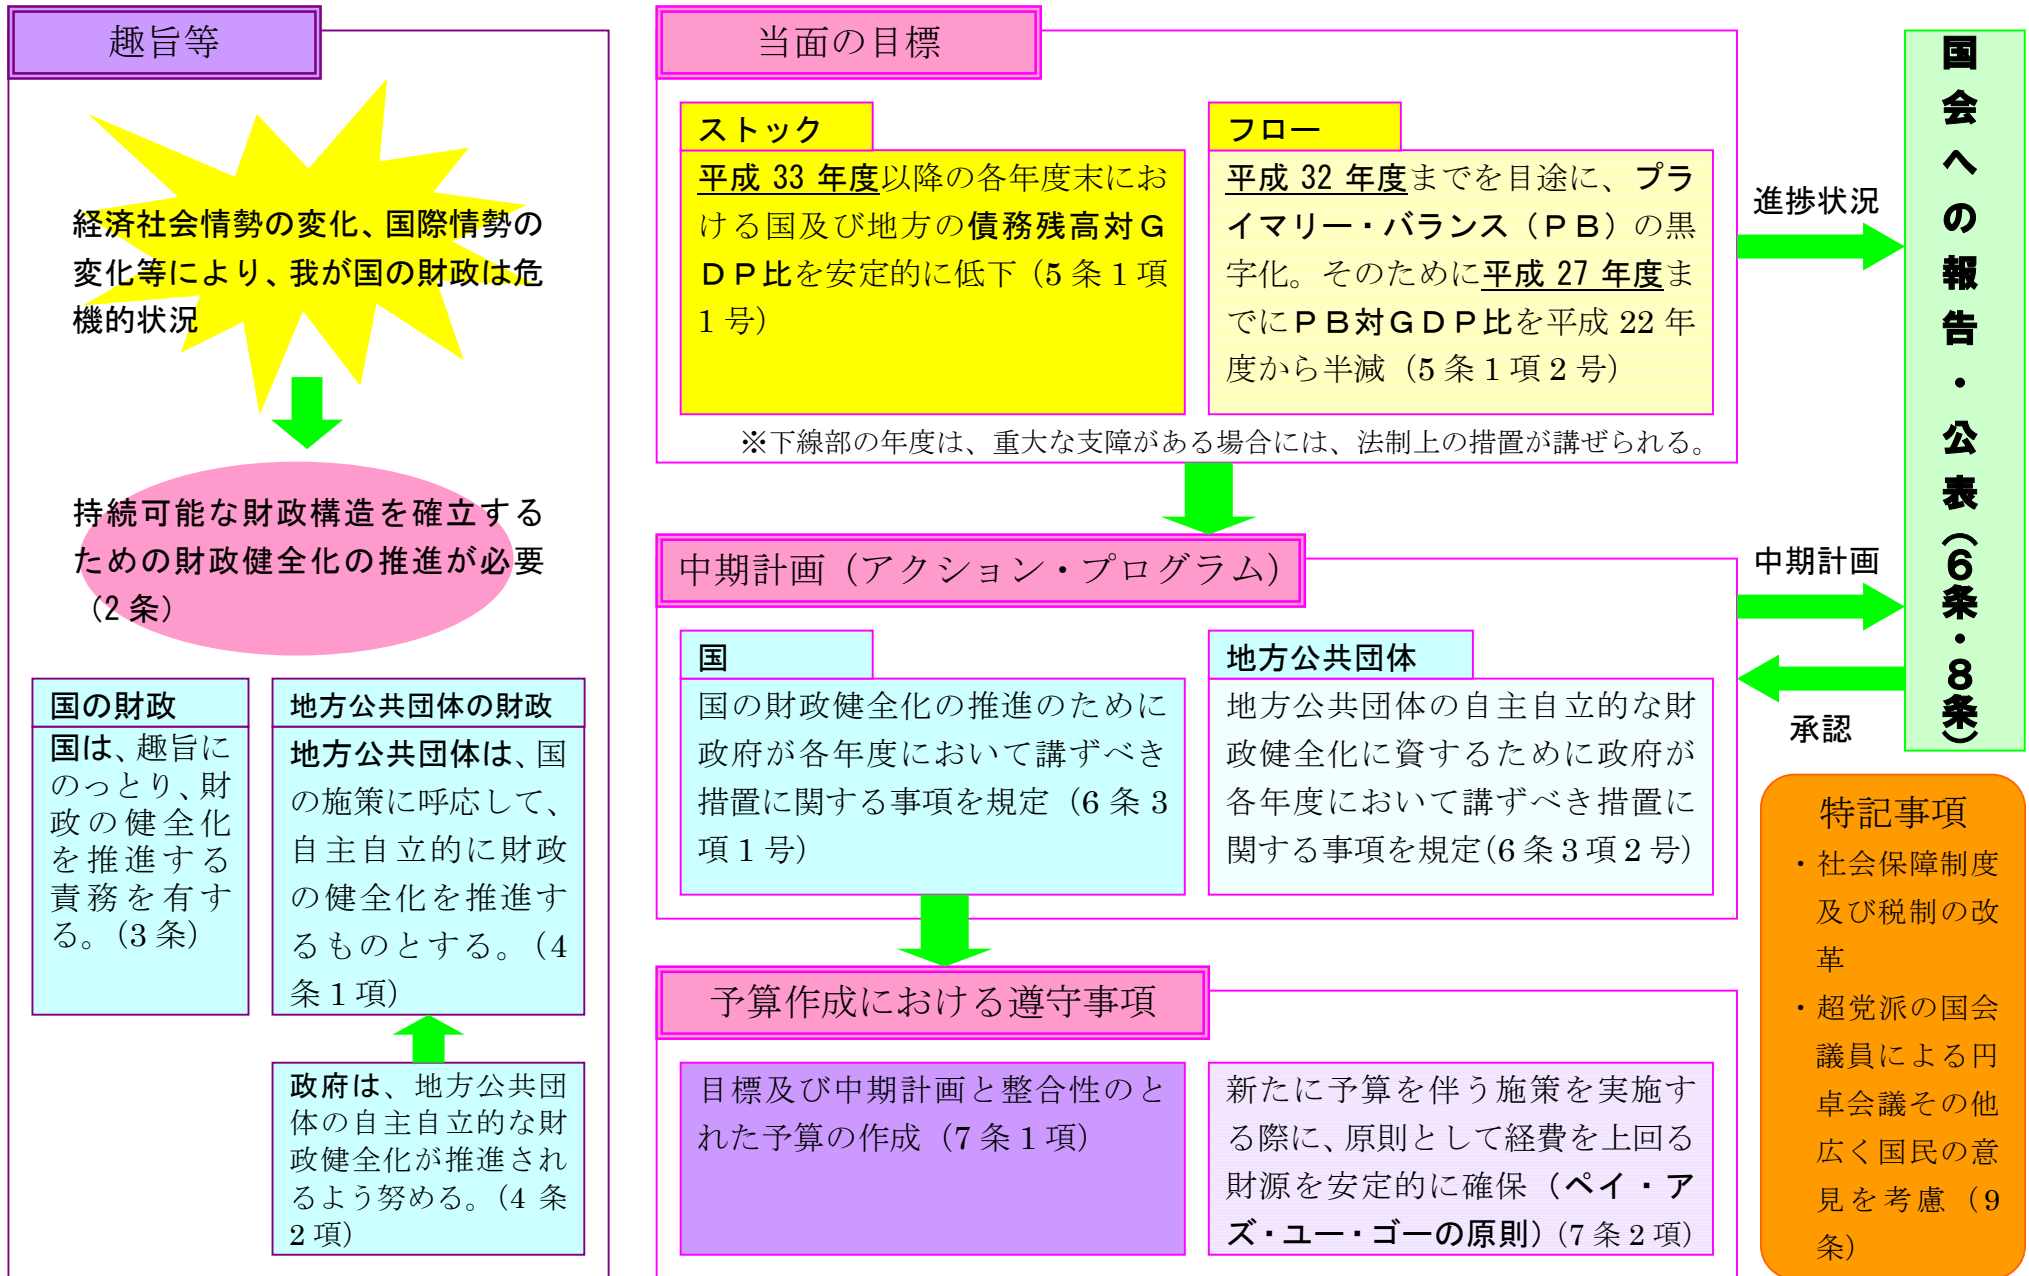 趣旨等
経済社会情勢の変化、国際情勢の
変化等により、我が国の財政は危
機的状況
持続可能な財政構造を確立する
ための財政健全化の推進が必要
（2 条）
国の財政
国は、趣旨に
のっとり、財
政の健全化
を推進する
責務を有す
る。（3 条）
地方公共団体の財政
地方公共団体は、国
の施策に呼応して、
自主自立的に財政
の健全化を推進す
るものとする。（4
条 1 項）
政府は、地方公共団
体の自主自立的な財
政健全化が推進され
るよう努める。（4 条
2 項）
当面の目標
ストック
平成 33 年度以降の各年度末にお
ける国及び地方の債務残高対Ｇ
ＤＰ比を安定的に低下（5 条 1 項
1 号）
フロー
平成 32 年度までを目途に、プラ
イマリー・バランス（ＰＢ）の黒
字化。そのために平成 27 年度ま
でにＰＢ対ＧＤＰ比を平成 22 年
度から半減（5 条 1 項 2 号）
※下線部の年度は、重大な支障がある場合には、法制上の措置が講ぜられる。
中期計画（アクション・プログラム）
国
国の財政健全化の推進のために
政府が各年度において講ずべき
措置に関する事項を規定（6 条 3
項 1 号）
地方公共団体
地方公共団体の自主自立的な財
政健全化に資するために政府が
各年度において講ずべき措置に
関する事項を規定（6 条 3 項 2 号）
予算作成における遵守事項
目標及び中期計画と整合性のと
れた予算の作成（7 条 1 項）
新たに予算を伴う施策を実施す
る際に、原則として経費を上回る
財源を安定的に確保（ペイ・ア
ズ・ユー・ゴーの原則）（7 条 2 項）
進捗状況
中期計画
承認
国会への報告・公表（６条・８条）
特記事項
・社会保障制度
及び税制の改
革
・超党派の国会
議員による円
卓会議その他
広く国民の意
見を考慮（9
条）